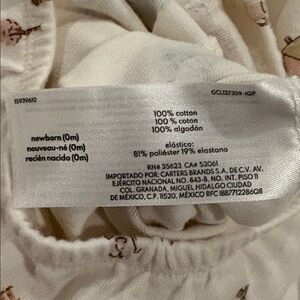 15939610
GCL127359-1GP
newborn (0m)
nouveau-né (0m)
recién nacido (0m)
100% cotton
100% coton
100% algodón
elástico:
81% poliéster 19% elastano
RN# 35623 CA# 53061
IMPORTADO POR: CARTERS BRANDS S.A. DE C.V. AV.
EJÉRCITO NACIONAL NO. 843-B. NO. INT. PISO 11
COL. GRANADA, MIGUEL HIDALGO CIUDAD
DE MÉXICO, C.P. 11520, MÉXICO RFC